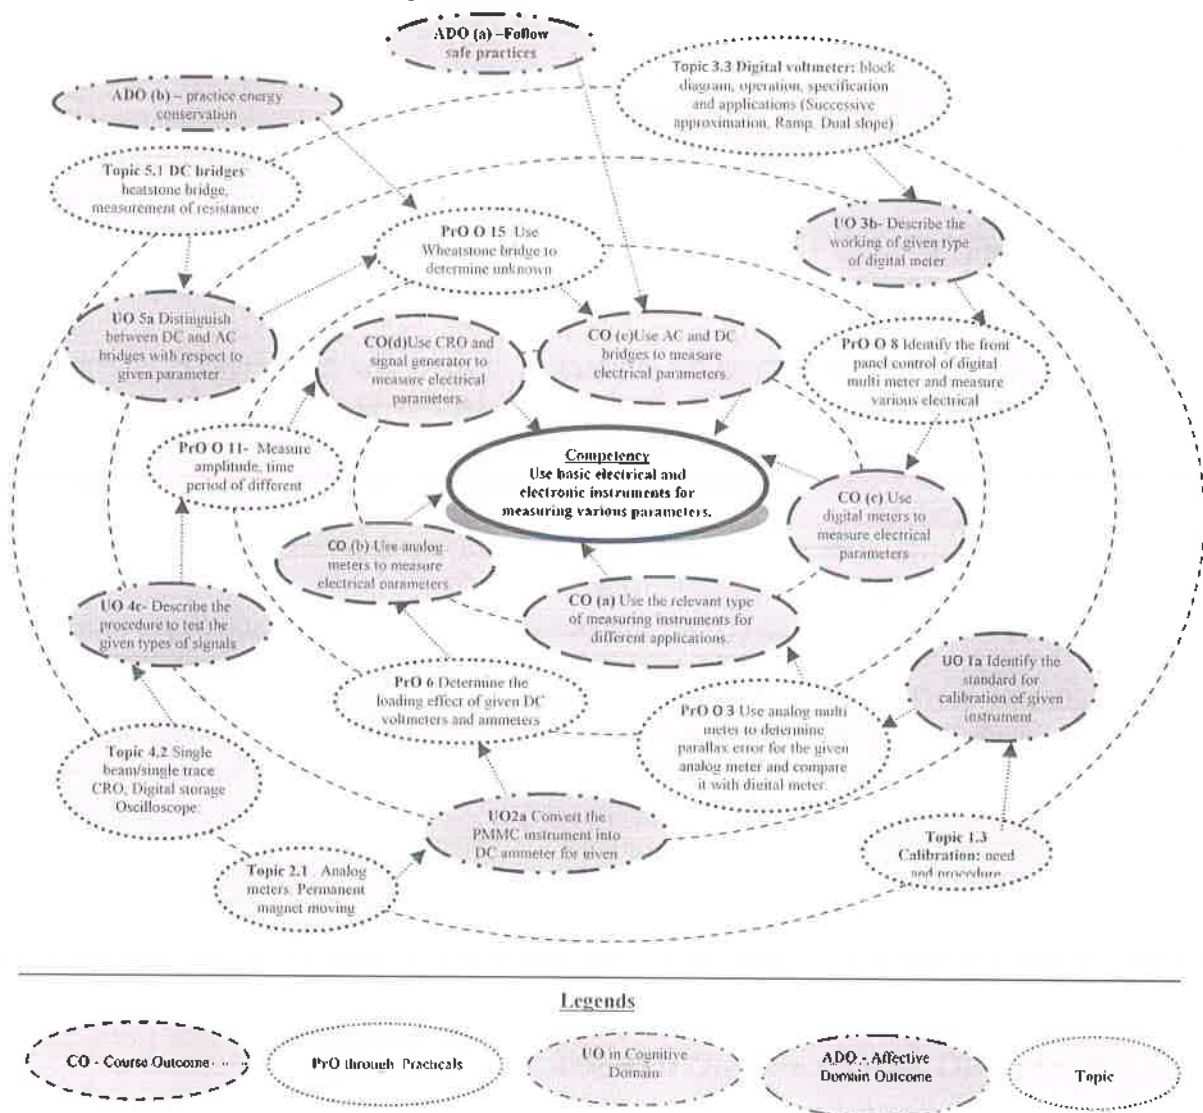 ADO (a) –Follow
safe practices
Topic 3.3 Digital voltmeter: block
diagram, operation, specification
and applications (Successive
approximation, Ramp. Dual slope)
ADO (b) – practice energy
conservation
Topic 5.1 DC bridges
heatstone bridge,
measurement of resistance
PrO O 15 Use
Wheatstone bridge to
determine unknown
UO 3b- Describe the
working of given type
of digital meter
UO 5a Distinguish
between DC and AC
bridges with respect to
given parameter
CO(d)Use CRO and
signal generator to
measure electrical
parameters.
CO (e)Use AC and DC
bridges to measure
electrical parameters.
PrO O 8 Identify the front
panel control of digital
multi meter and measure
various electrical
PrO O 11- Measure
amplitude, time
period of different
Competency
Use basic electrical and
electronic instruments for
measuring various parameters.
CO (c) Use
digital meters to
measure electrical
parameters
CO (b) Use analog
meters to measure
electrical parameters
UO 4c- Describe the
procedure to test the
given types of signals
CO (a) Use the relevant type
of measuring instruments for
different applications.
UO 1a Identify the
standard for
calibration of given
instrument
PrO 6 Determine the
loading effect of given DC
voltmeters and ammeters
PrO O 3 Use analog multi
meter to determine
parallax error for the given
analog meter and compare
it with digital meter.
Topic 4.2 Single
beam/single trace
CRO, Digital storage
Oscilloscope.
UO2a Convert the
PMMC instrument into
DC ammeter for given
Topic 1.3
Calibration: need
and procedure
Topic 2.1 . Analog
meters. Permanent
magnet moving
Legends
CO - Course Outcome
PrO through Practicals
UO in Cognitive
Domain
ADO - Affective
Domain Outcome
Topic